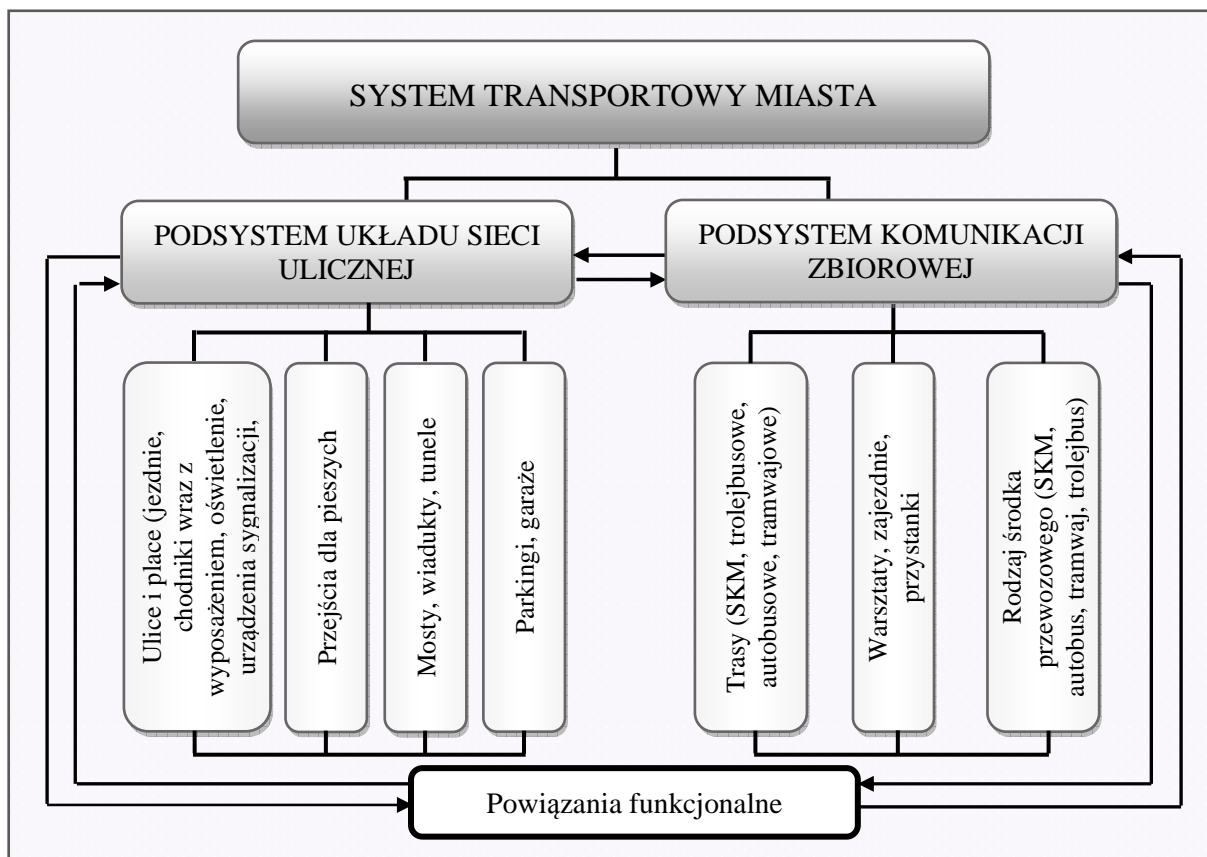 SYSTEM TRANSPORTOWY MIASTA
PODSYSTEM UKŁADU SIECI
ULICZNEJ
PODSYSTEM KOMUNIKACJI
ZBIOROWEJ
Ulice i place (jezdnie,
chodniki wraz z
wyposażeniem, oświetlenie,
urządzenia sygnalizacji,
Przejścia dla pieszych
Mosty, wiadukty, tunele
Parkingi, garaże
Trasy (SKM, trolejbusowe,
autobusowe, tramwajowe)
Warsztaty, zajezdnie,
przystanki
Rodzaj środka
przewozowego (SKM,
autobus, tramwaj, trolejbus)
Powiązania funkcjonalne